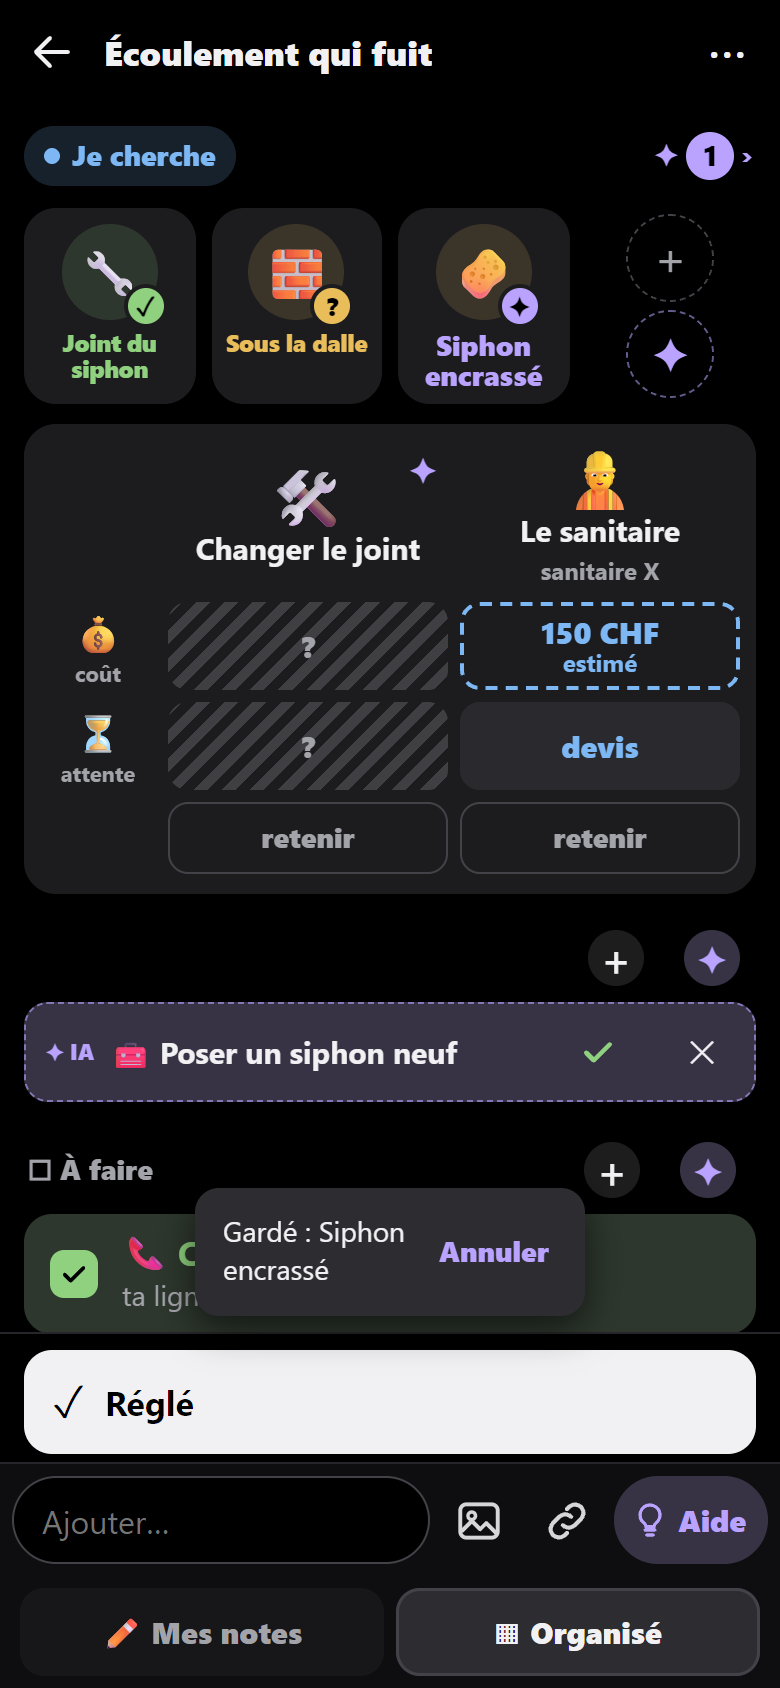 Écoulement qui fuit
Je cherche
1
Joint du
siphon
?
Sous la dalle
Siphon
encrassé
+
Changer le joint
Le sanitaire
sanitaire X
coût
?
150 CHF
estimé
attente
?
devis
retenir
retenir
+
IA
Poser un siphon neuf
À faire
+
Gardé : Siphon
encrassé
Annuler
ta lign
Réglé
Ajouter...
Aide
Mes notes
Organisé